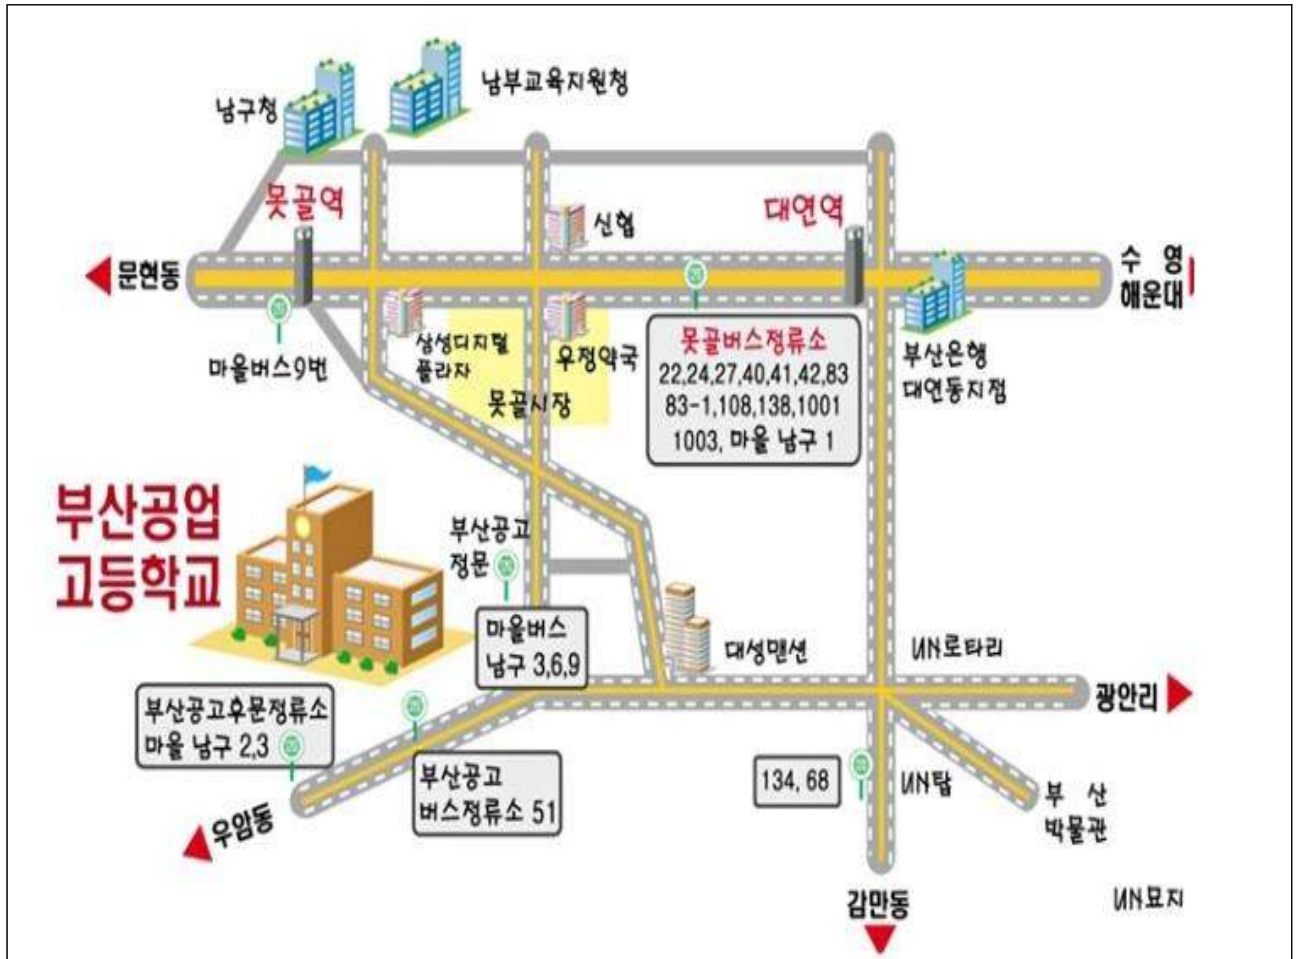 남부교육지원청
남구청
못골역
신협
대연역
문현동
수 영
해운대
마을버스9번
삼성디지털
플라자
우정약국
못골시장
못골버스정류소
22,24,27,40,41,42,83
83-1,108,138,1001
1003, 마을 남구 1
부산은행
대연동지점
부산공업
고등학교
부산공고
정문
마을버스
남구 3,6,9
대성맨션
UN로타리
광안리
부산공고후문정류소
마을 남구 2,3
부산공고
버스정류소 51
134, 68
UN탑
부 산
박물관
우암동
감만동
UN묘지